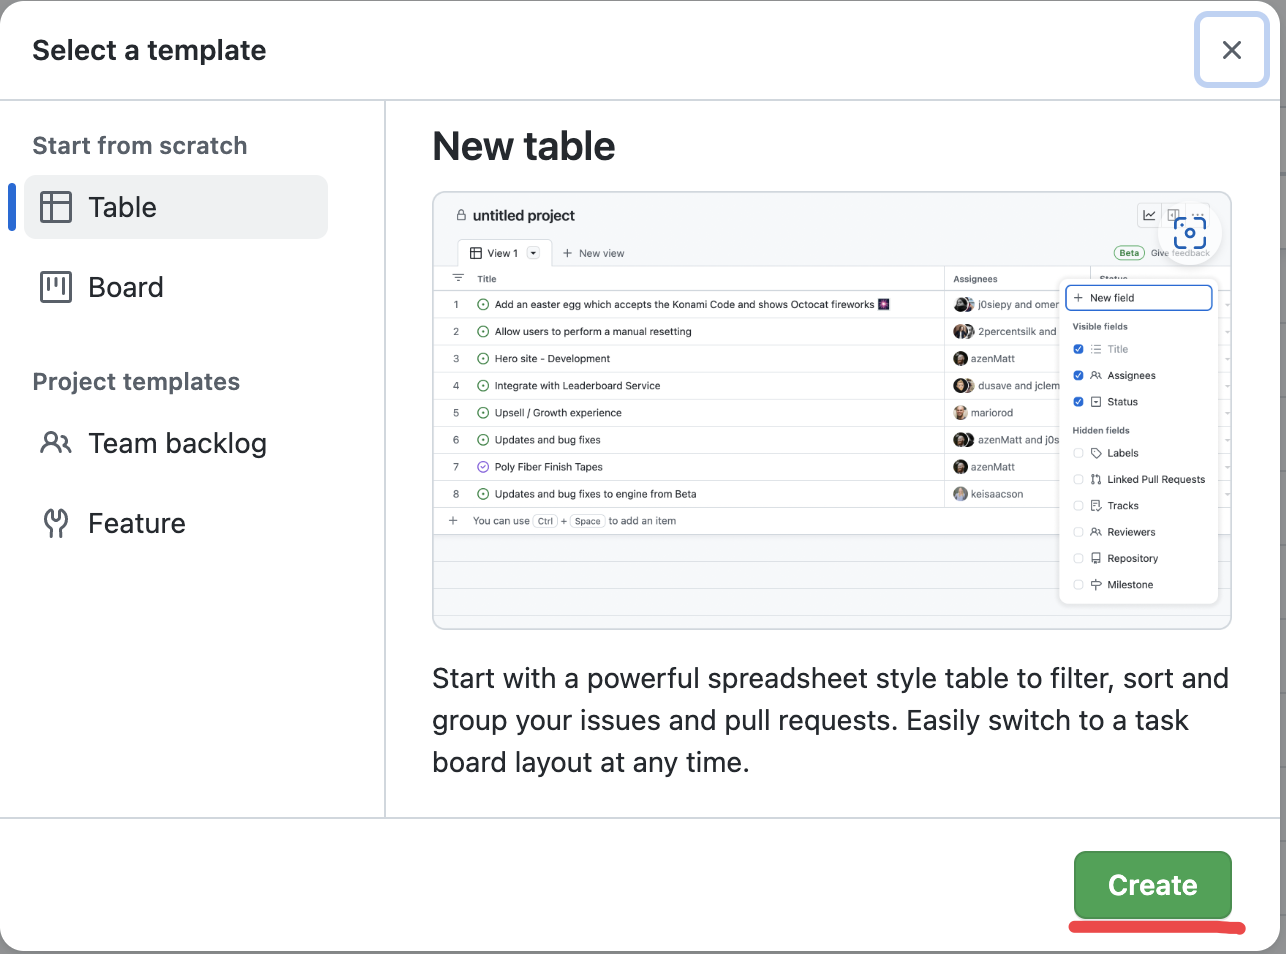 Select a template
Start from scratch
Table
Board
Project templates
Team backlog
Feature
New table
untitled project
View 1
New view
Beta
Give feedback
Title
Assignees
Status
1 Add an easter egg which accepts the Konami Code and shows Octocat fireworks
j0siepy and omer
2 Allow users to perform a manual resetting
2percentsilk and
3 Hero site - Development
azenMatt
4 Integrate with Leaderboard Service
dusave and jclem
5 Upsell / Growth experience
mariorod
6 Updates and bug fixes
azenMatt and j0s
7 Poly Fiber Finish Tapes
azenMatt
8 Updates and bug fixes to engine from Beta
keisaacson
+ You can use Ctrl + Space to add an item
+ New field
Visible fields
Title
Assignees
Status
Hidden fields
Labels
Linked Pull Requests
Tracks
Reviewers
Repository
Milestone
Start with a powerful spreadsheet style table to filter, sort and
group your issues and pull requests. Easily switch to a task
board layout at any time.
Create